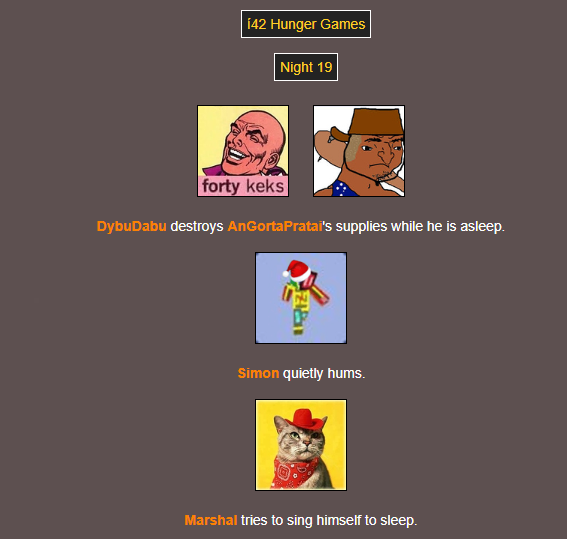 í42 Hunger Games
Night 19
forty keks
DybuDabu destroys AnGortaPratai's supplies while he is asleep.
Simon quietly hums.
Marshal tries to sing himself to sleep.